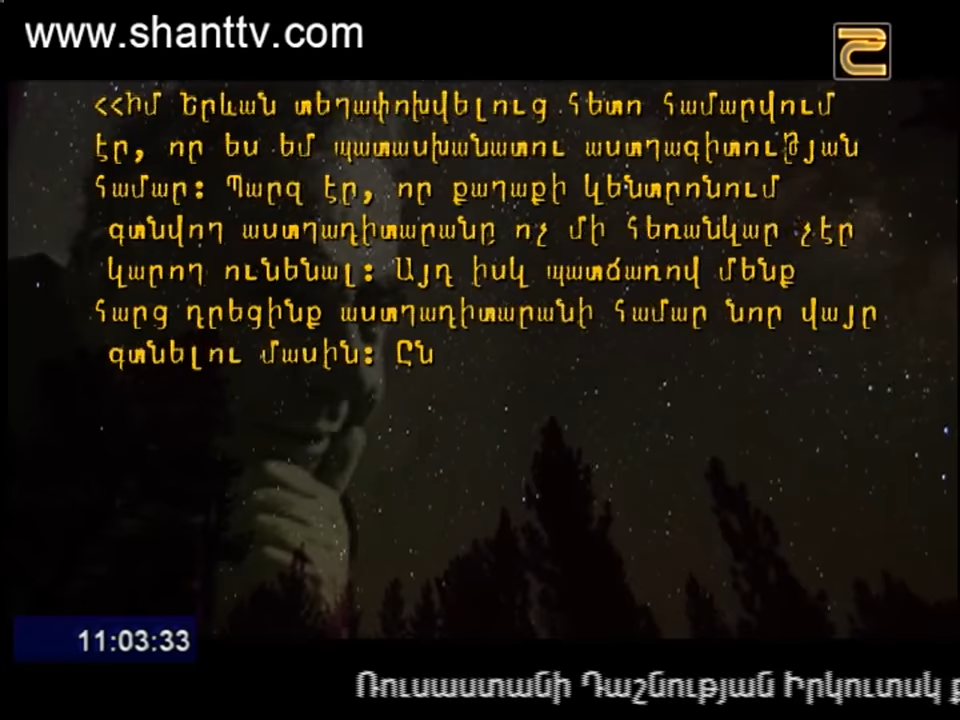 www.shanttv.com
<<Իմ Երևան տեղափոխվելուց հետո համարվում
էր, որ ես եմ պատասխանատու աստղագիտության
համար: Պարզ էր, որ քաղաքի կենտրոնում
գտնվող աստղադիտարանը ոչ մի հեռանկար չէր
կարող ունենալ: Այդ իսկ պատճառով մենք
հարց դրեցինք աստղադիտարանի համար նոր վայր
գտնելու մասին: Ըն
11:03:33
Ռուսաստանի Դաշնության Իրկուտսկ ք